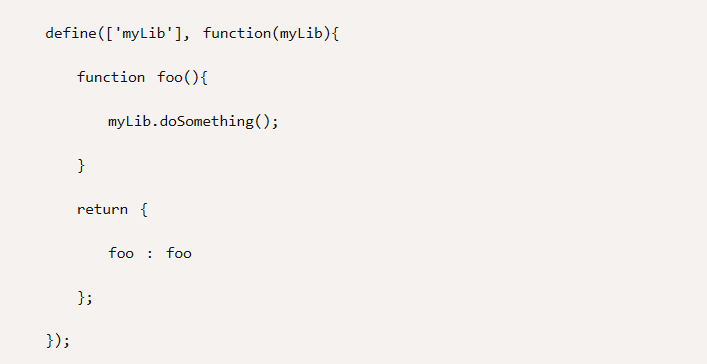 define(['myLib'], function(myLib){
function foo(){
myLib.doSomething();
}
return {
foo : foo
};
});